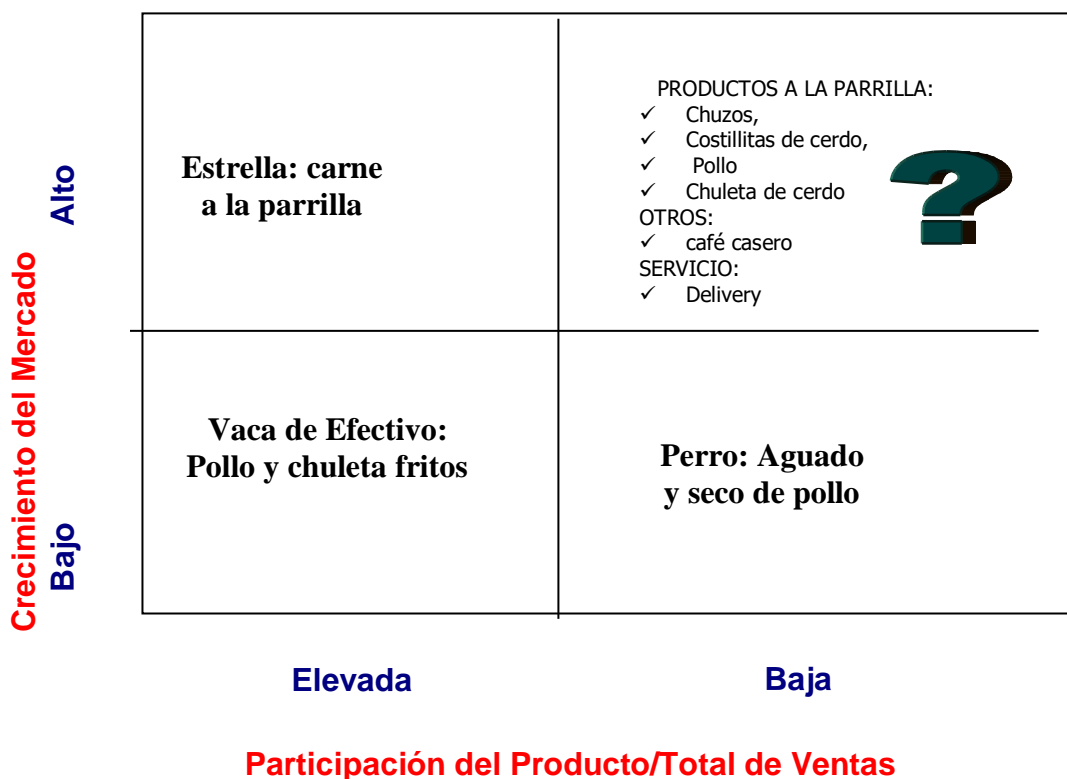 Crecimiento del Mercado
Alto
Bajo
Estrella: carne
a la parrilla
PRODUCTOS A LA PARRILLA:
✓ Chuzos,
✓ Costillitas de cerdo,
✓ Pollo
✓ Chuleta de cerdo
OTROS:
✓ café casero
SERVICIO:
✓ Delivery
?
Vaca de Efectivo:
Pollo y chuleta fritos
Perro: Aguado
y seco de pollo
Elevada
Baja
Participación del Producto/Total de Ventas